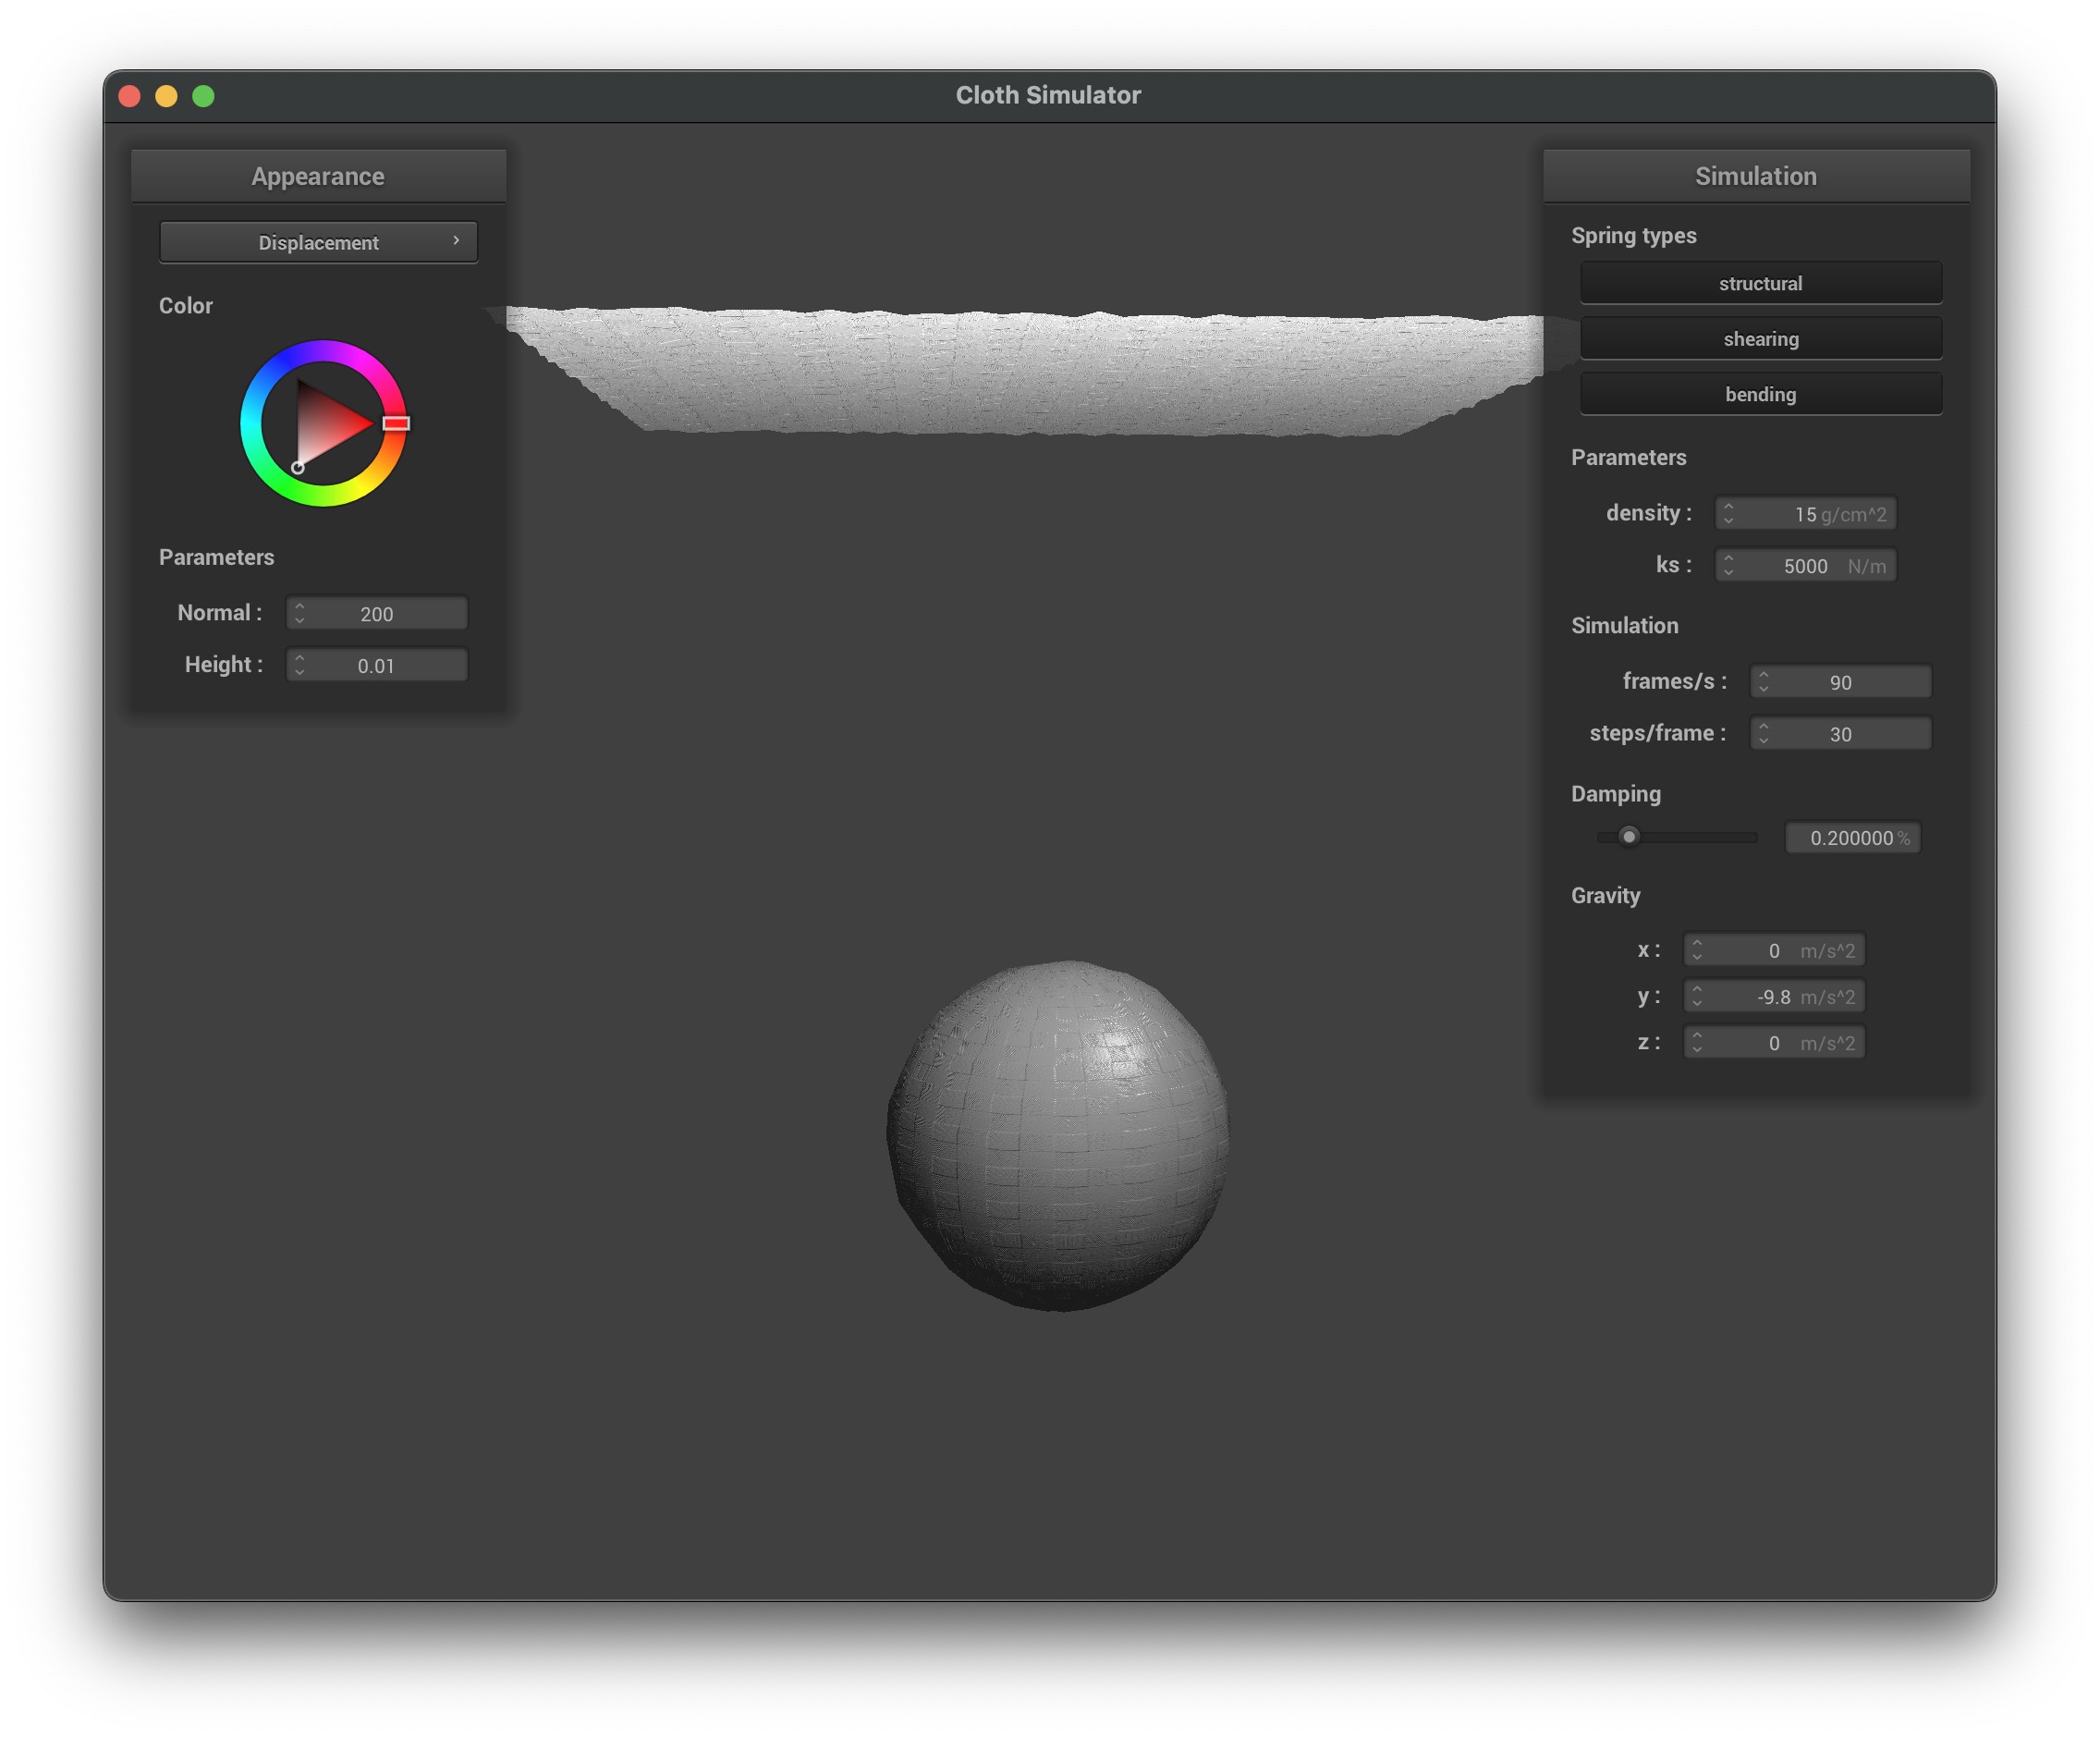 Cloth Simulator
Appearance
Displacement
Color
Parameters
Normal : 200
Height : 0.01
Simulation
Spring types
structural
shearing
bending
Parameters
density : 15 g/cm^2
ks : 5000 N/m
Simulation
frames/s : 90
steps/frame : 30
Damping
0.200000 %
Gravity
x : 0 m/s^2
y : -9.8 m/s^2
z : 0 m/s^2